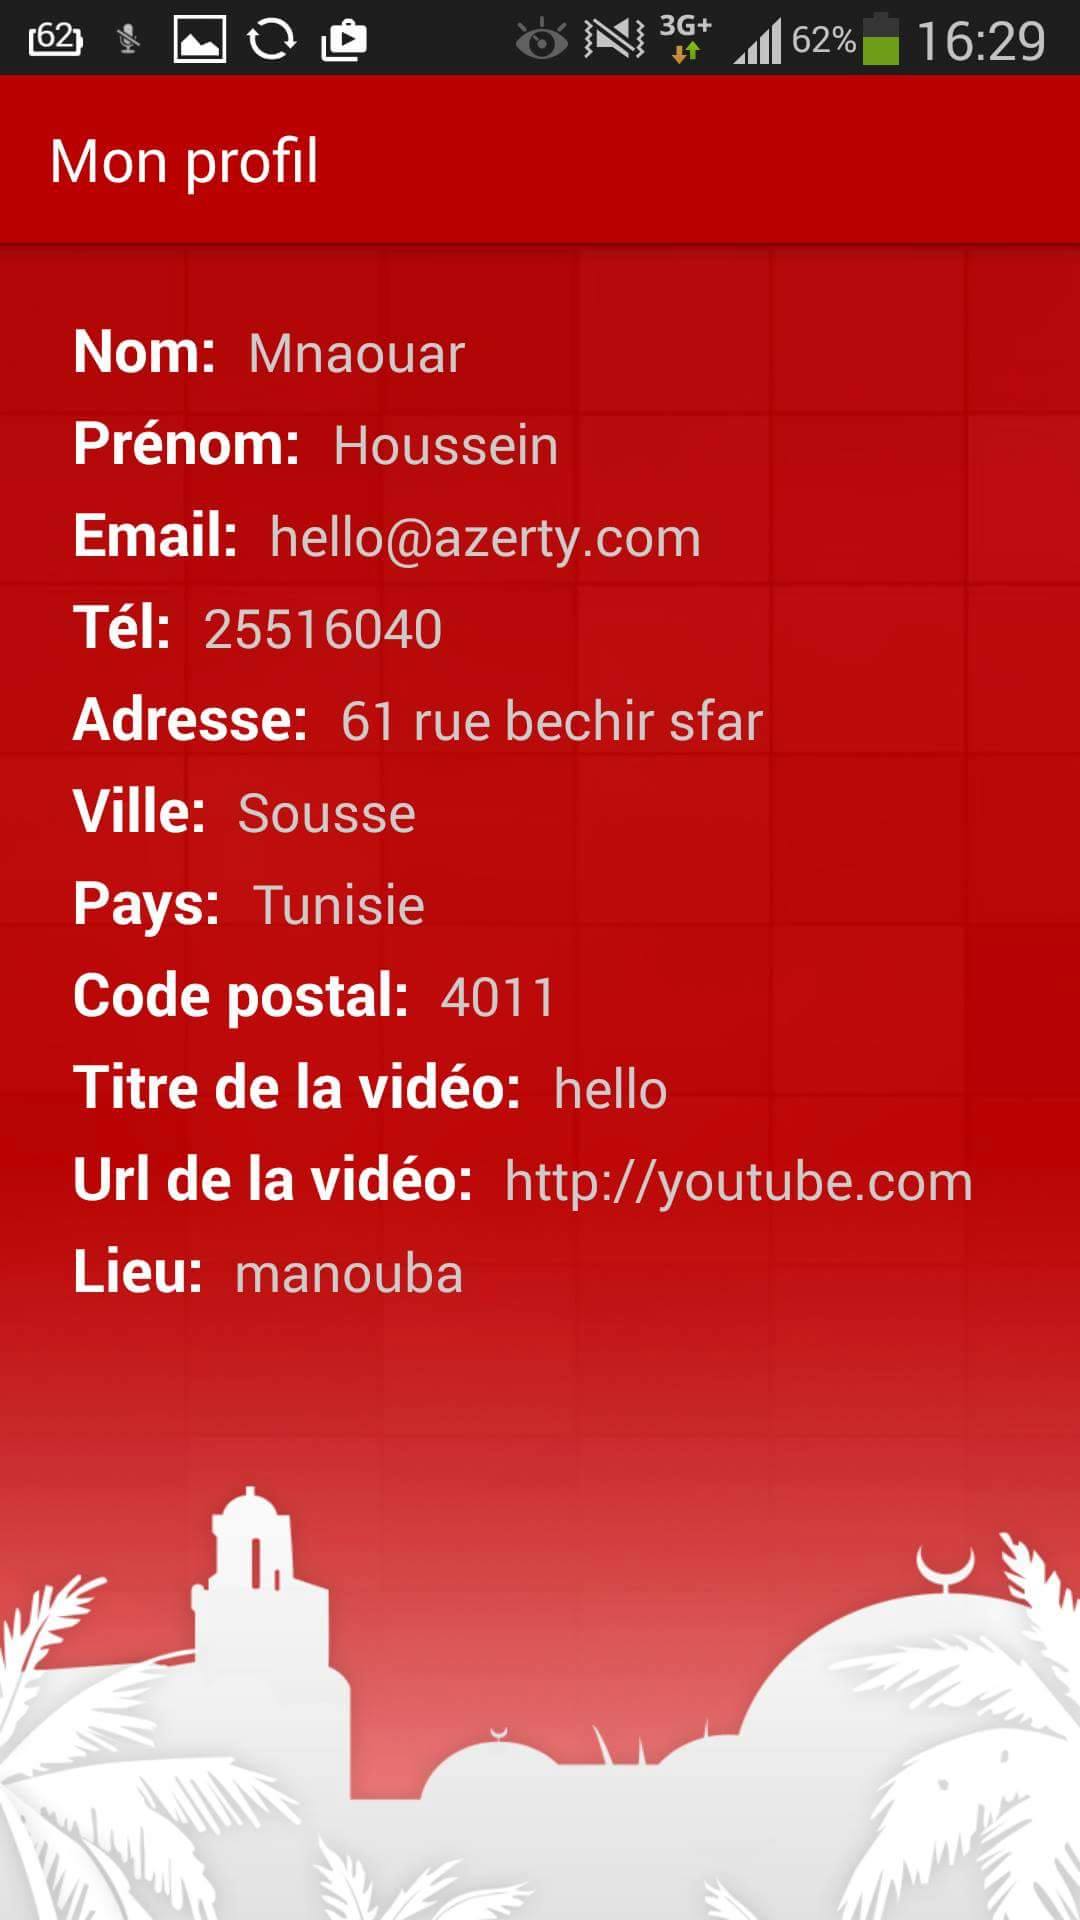 62 3G+ 62% 16:29
Mon profil
Nom: Mnaouar
Prénom: Houssein
Email: hello@azerty.com
Tél: 25516040
Adresse: 61 rue bechir sfar
Ville: Sousse
Pays: Tunisie
Code postal: 4011
Titre de la vidéo: hello
Url de la vidéo: http://youtube.com
Lieu: manouba